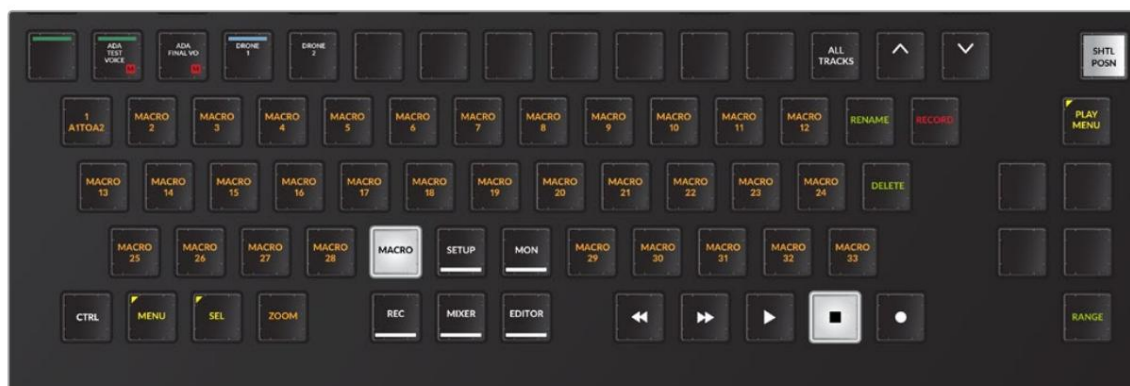 ADA
TEST
VOICE
M
ADA
FINAL VO
M
DRONE
1
DRONE
2
ALL
TRACKS
SHTL
POSN
1
A1TOA2
MACRO
2
MACRO
3
MACRO
4
MACRO
5
MACRO
6
MACRO
7
MACRO
8
MACRO
9
MACRO
10
MACRO
11
MACRO
12
RENAME
RECORD
PLAY
MENU
MACRO
13
MACRO
14
MACRO
15
MACRO
16
MACRO
17
MACRO
18
MACRO
19
MACRO
20
MACRO
21
MACRO
22
MACRO
23
MACRO
24
DELETE
MACRO
25
MACRO
26
MACRO
27
MACRO
28
MACRO
SETUP
MON
MACRO
29
MACRO
30
MACRO
31
MACRO
32
MACRO
33
CTRL
MENU
SEL
ZOOM
REC
MIXER
EDITOR
RANGE